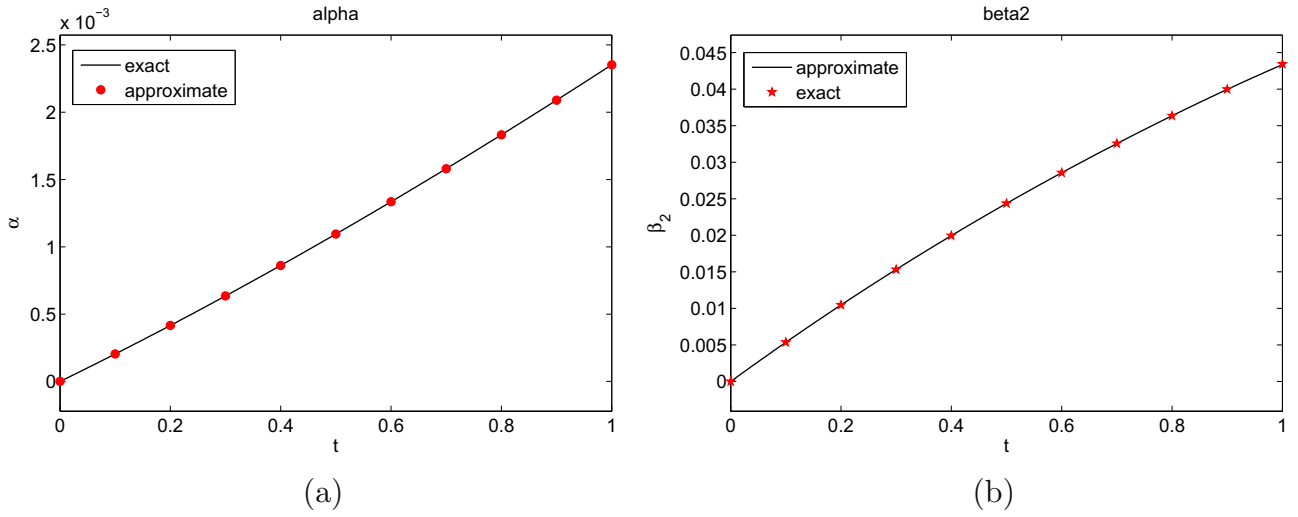 alpha
x 10⁻³
2.5
2
1.5
1
0.5
0
α
exact
approximate
0 0.2 0.4 0.6 0.8 1
t
(a)
beta2
0.045
0.04
0.035
0.03
0.025
0.02
0.015
0.01
0.005
0
β₂
approximate
exact
0 0.2 0.4 0.6 0.8 1
t
(b)